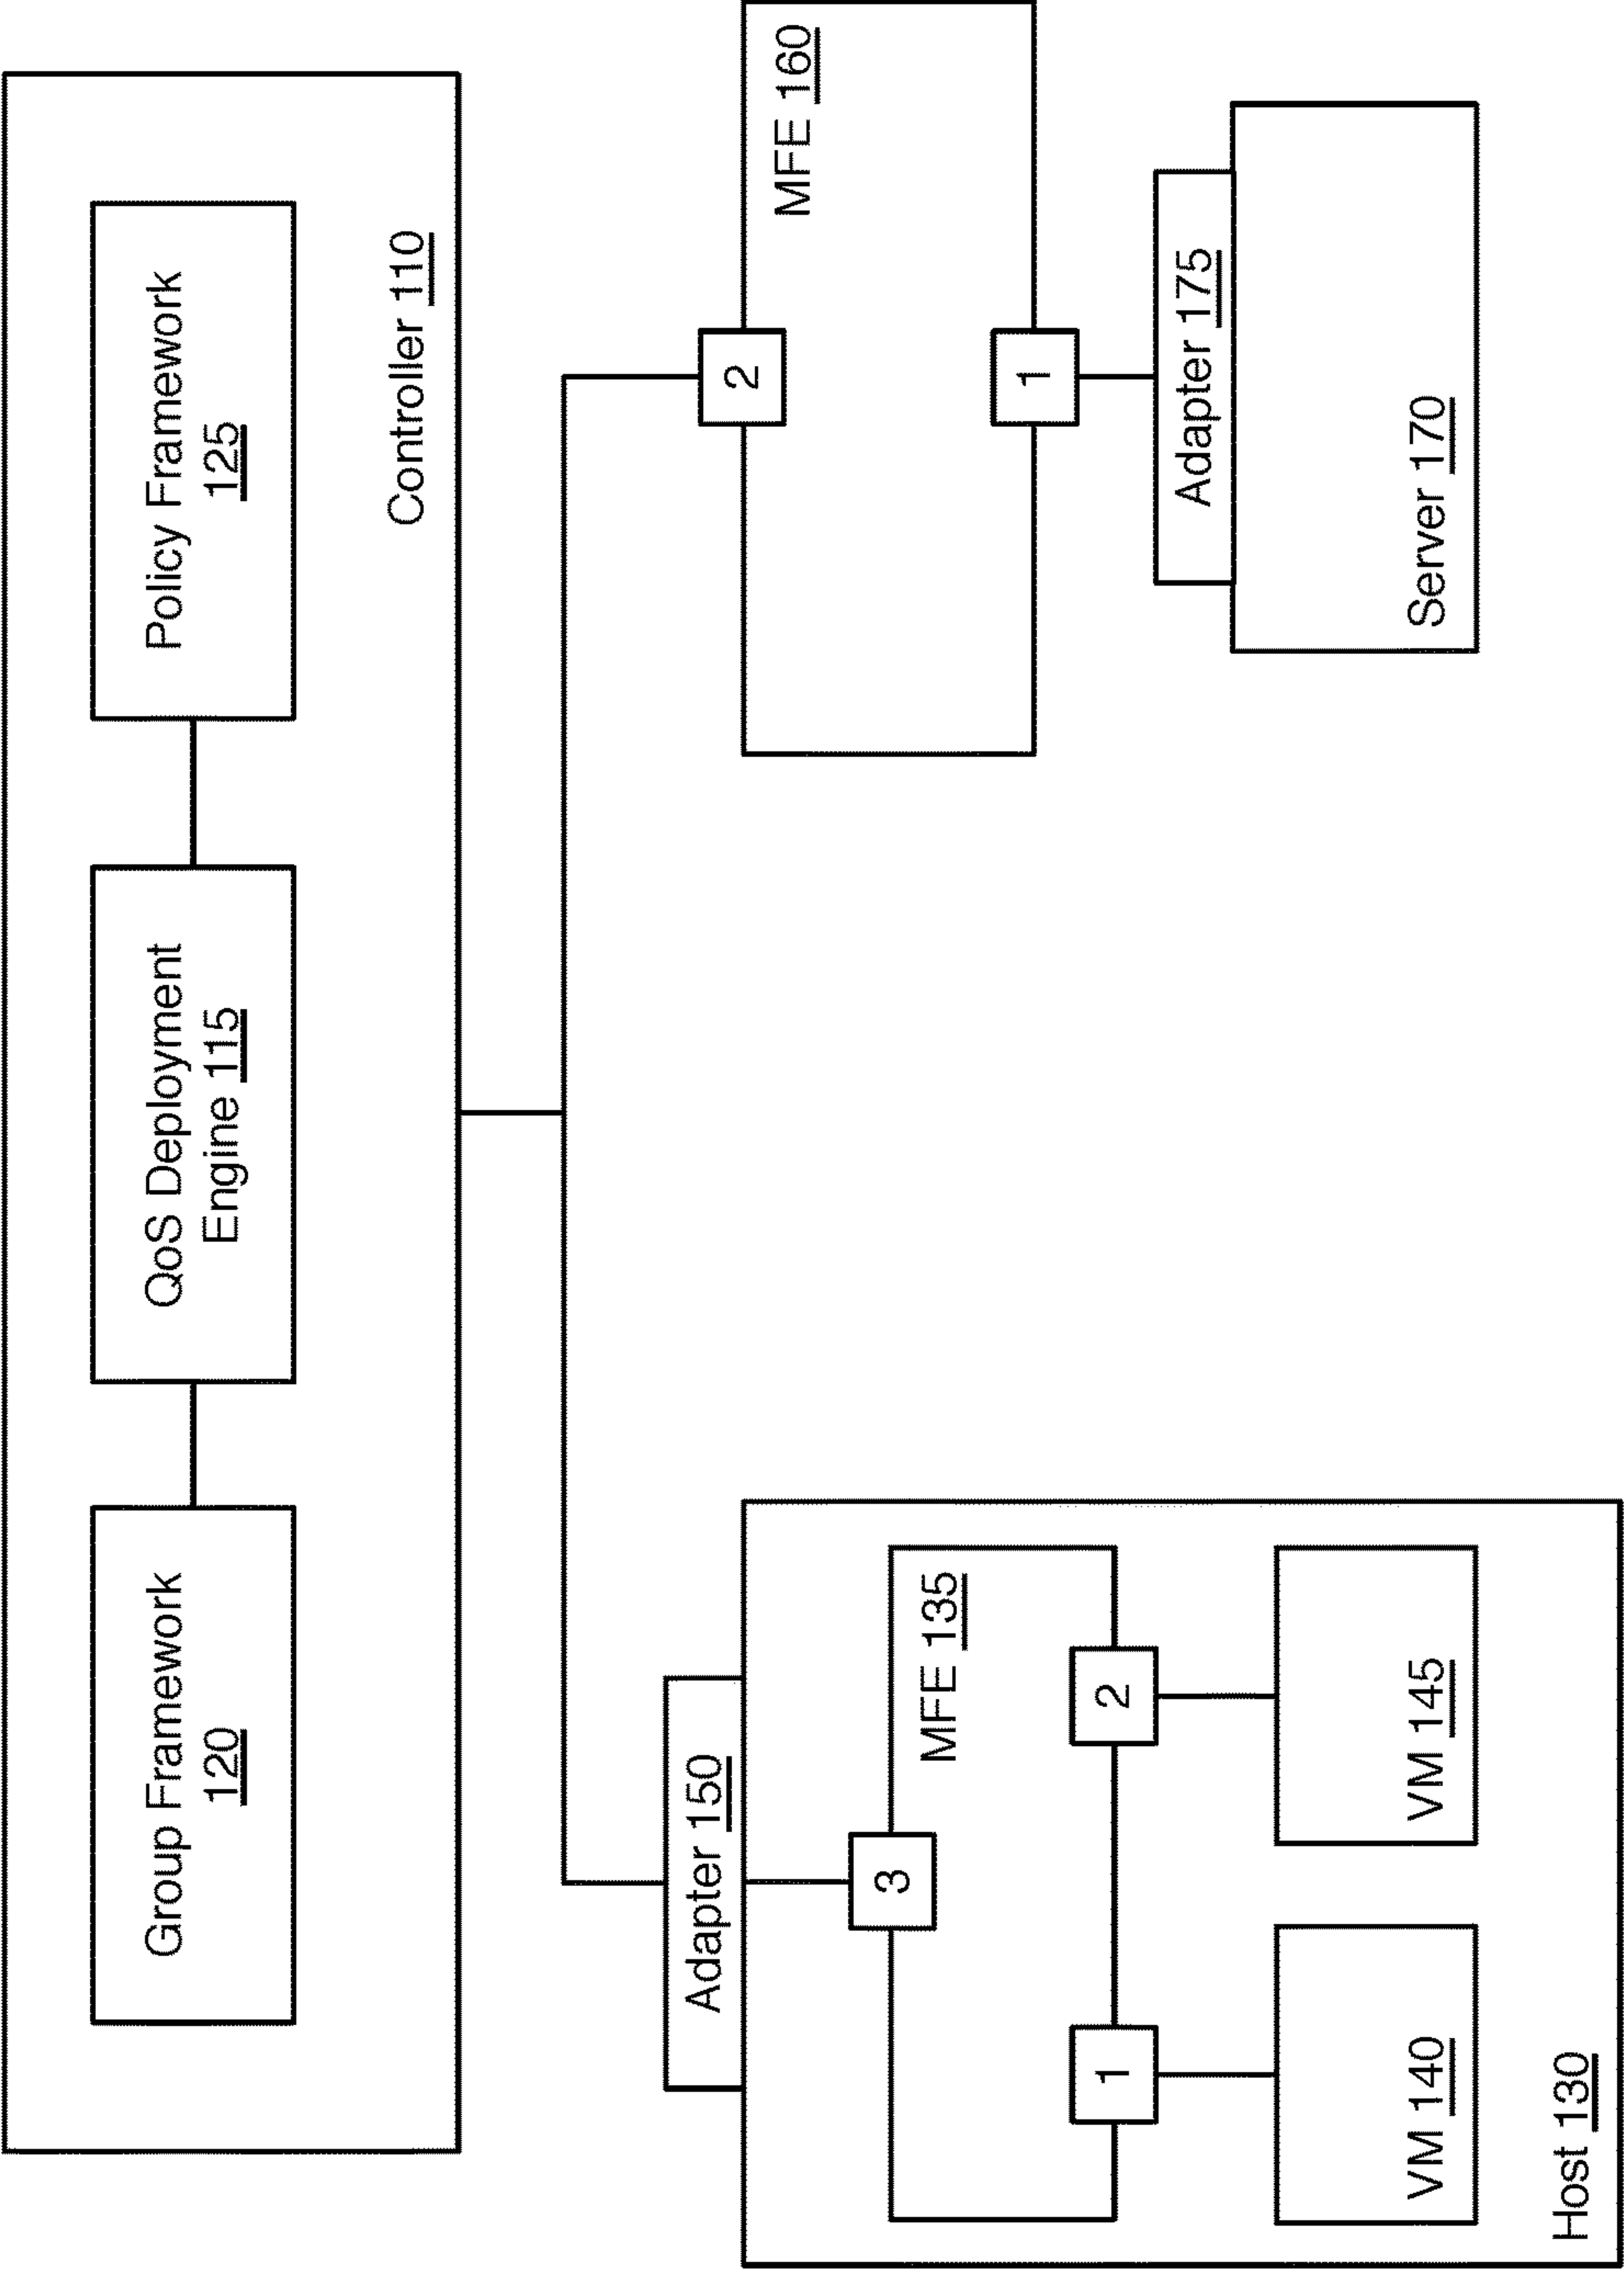 Group Framework
120
QoS Deployment
Engine 115
Policy Framework
125
Controller 110
Adapter 150
3
MFE 135
1
2
VM 140
VM 145
Host 130
2
MFE 160
1
Adapter 175
Server 170